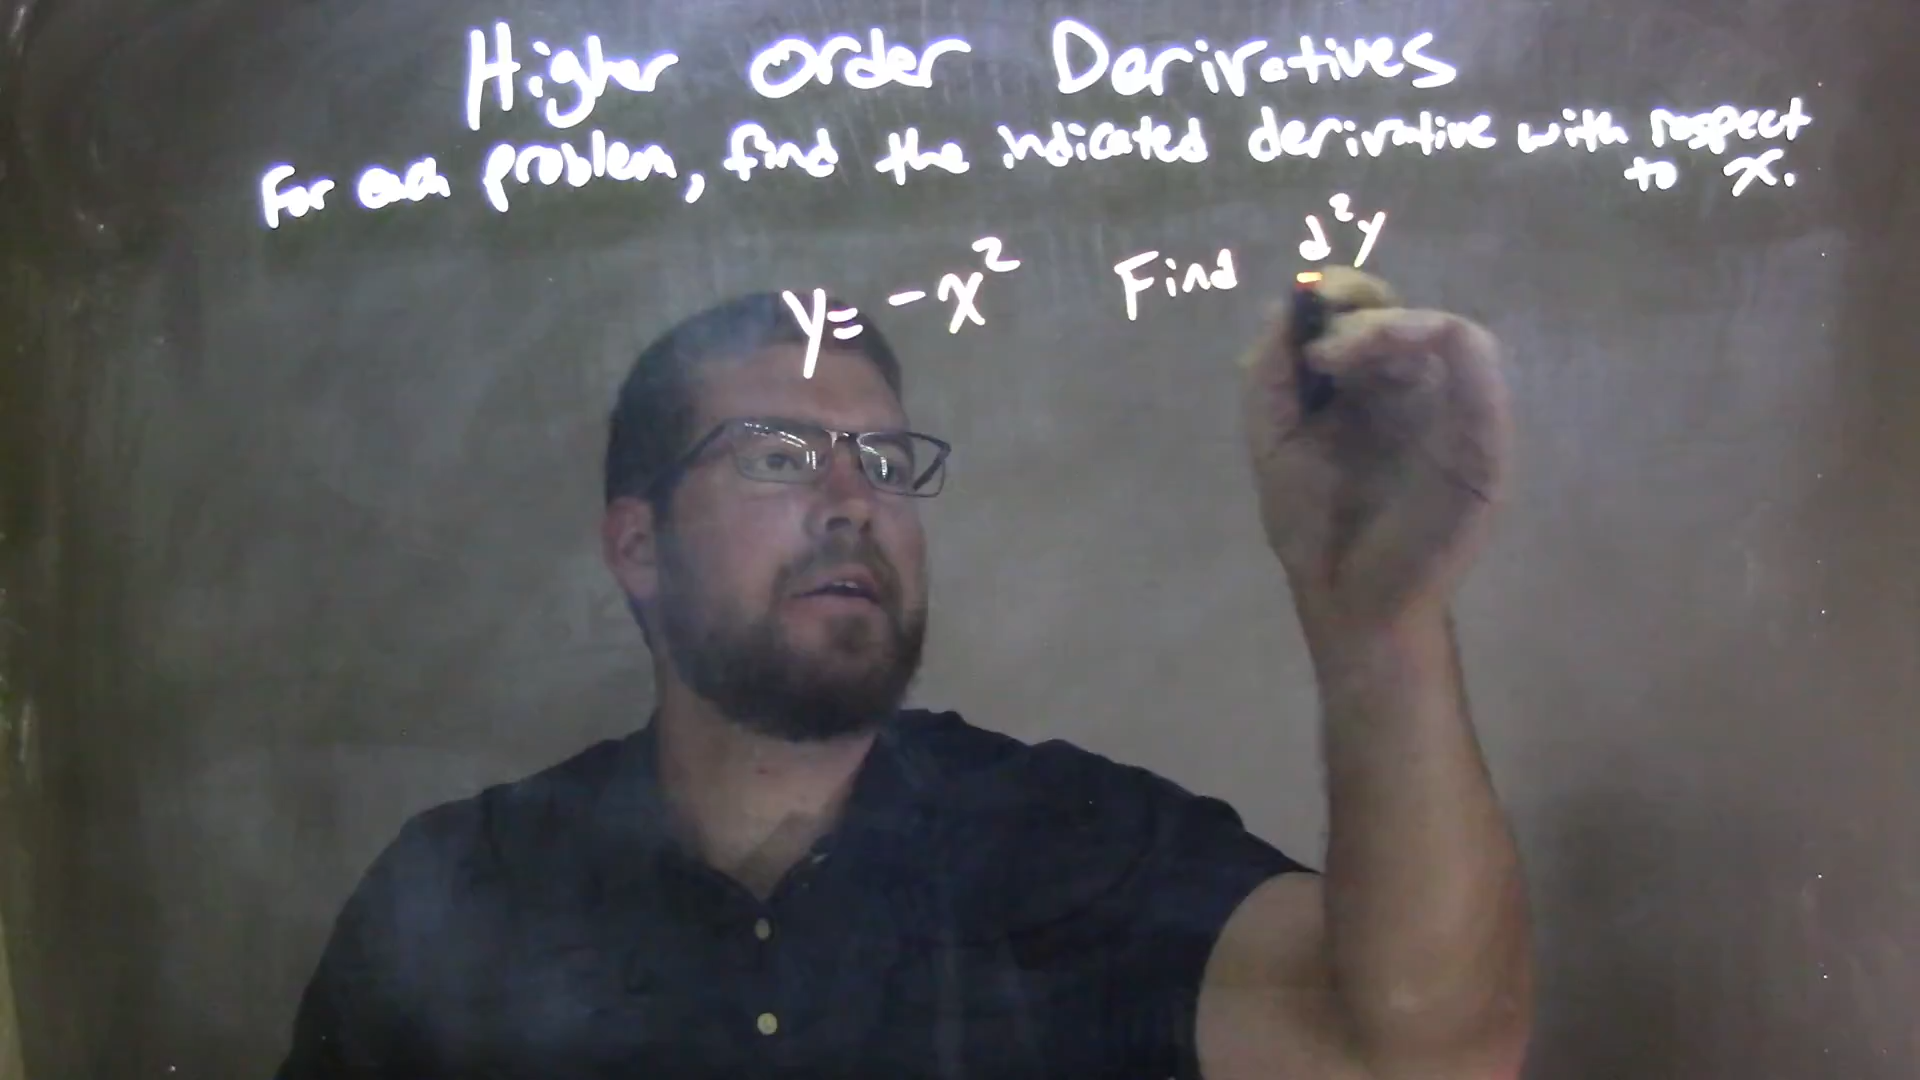 Higher Order Derivatives
For each problem, find the indicated derivative with respect
to x.
y = -x² Find d²y